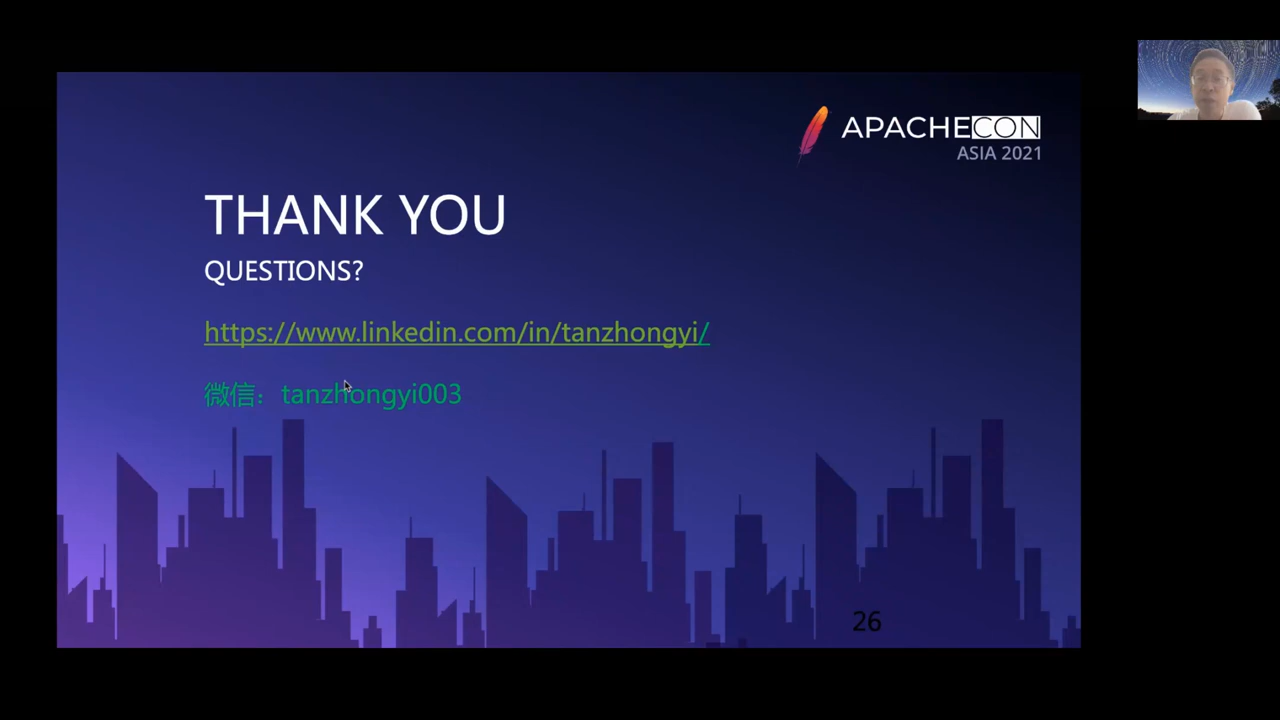 APACHECON
ASIA 2021
THANK YOU
QUESTIONS?
https://www.linkedin.com/in/tanzhongyi/
微信：tanzhongyi003
26